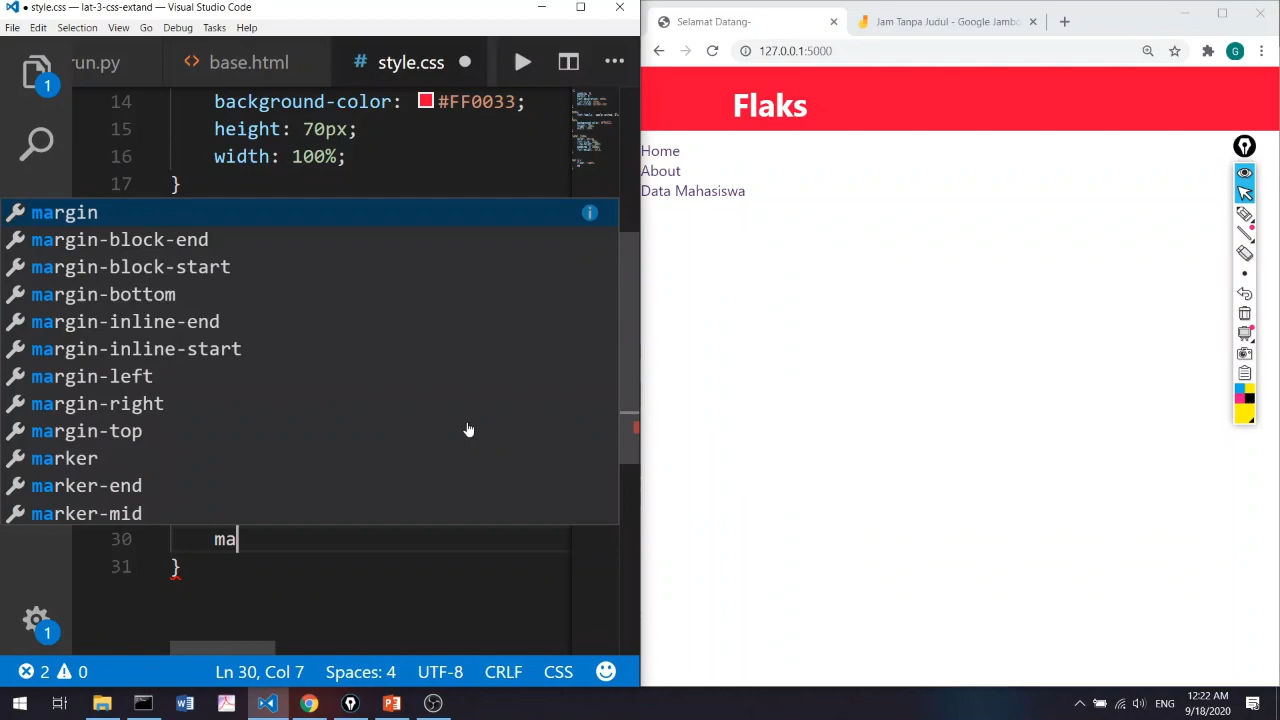 ● style.css — lat-3-css-extand — Visual Studio Code
File Edit Selection View Go Debug Tasks Help
run.py
<> base.html
# style.css ●
14 background-color: #FF0033;
15 height: 70px;
16 width: 100%;
17 }
margin
margin-block-end
margin-block-start
margin-bottom
margin-inline-end
margin-inline-start
margin-left
margin-right
margin-top
marker
marker-end
marker-mid
30 ma
31 }
1
1
2 0 Ln 30, Col 7 Spaces: 4 UTF-8 CRLF CSS
Selamat Datang-
Jam Tanpa Judul - Google Jambo
127.0.0.1:5000
G
Flaks
Home
About
Data Mahasiswa
ENG
12:22 AM
9/18/2020